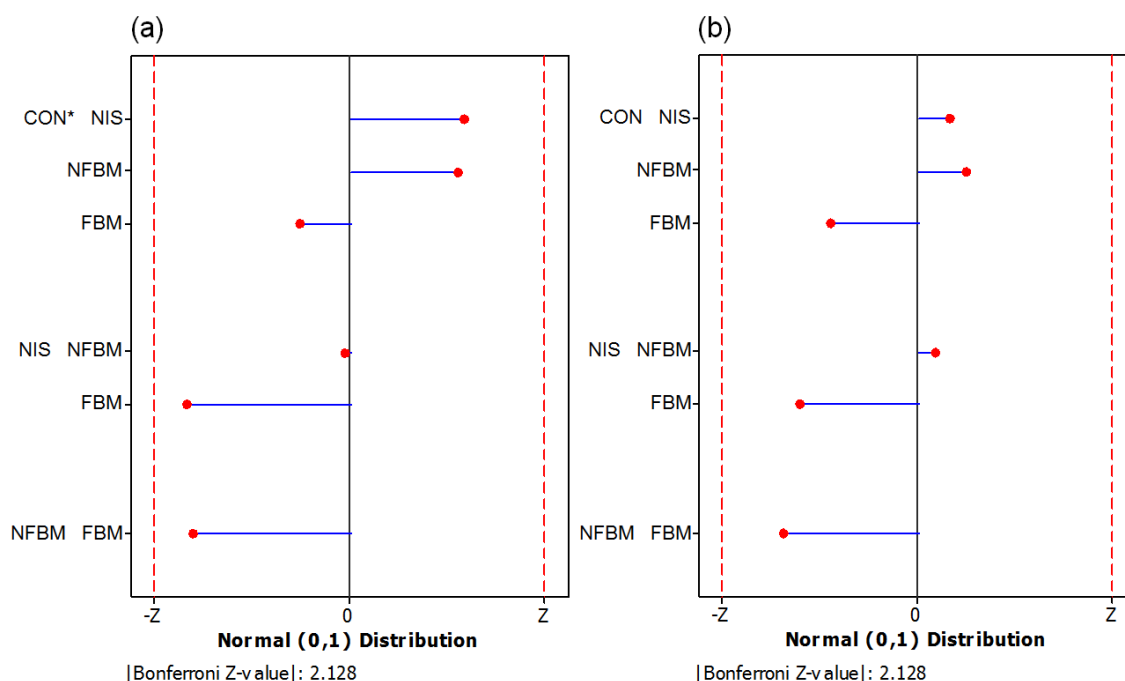 (a)
CON* NIS
NFBM
FBM
NIS NFBM
FBM
NFBM FBM
-Z 0 Z
Normal (0,1) Distribution
|Bonferroni Z-value|: 2.128
(b)
CON NIS
NFBM
FBM
NIS NFBM
FBM
NFBM FBM
-Z 0 Z
Normal (0,1) Distribution
|Bonferroni Z-value|: 2.128